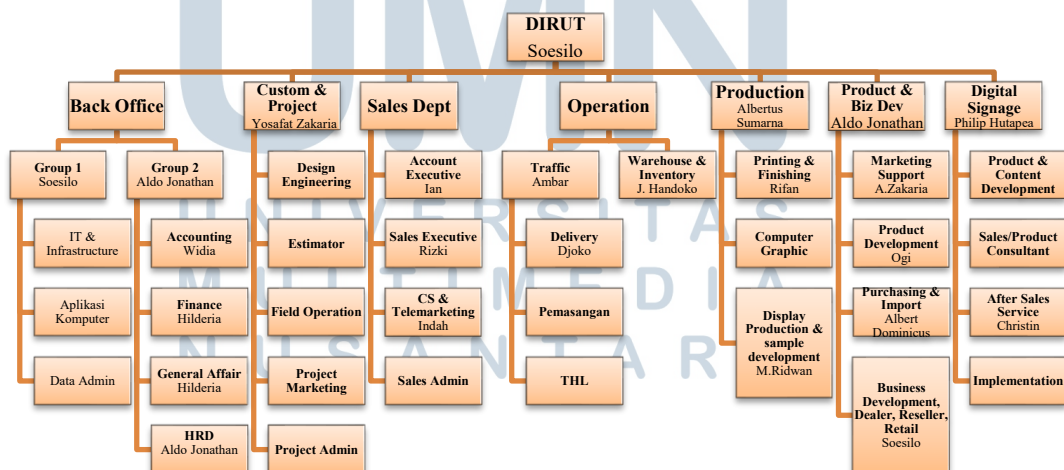 DIRUT
Soesilo
Back Office
Custom &
Project
Yosafat Zakaria
Sales Dept
Operation
Production
Albertus
Sumarna
Product &
Biz Dev
Aldo Jonathan
Digital
Signage
Philip Hutapea
Group 1
Soesilo
Group 2
Aldo Jonathan
Design
Engineering
Account
Executive
Ian
Traffic
Ambar
Warehouse &
Inventory
J. Handoko
Printing &
Finishing
Rifan
Marketing
Support
A.Zakaria
Product &
Content
Development
IT &
Infrastructure
Accounting
Widia
Estimator
Sales Executive
Rizki
Delivery
Djoko
Computer
Graphic
Product
Development
Ogi
Sales/Product
Consultant
Aplikasi
Komputer
Finance
Hilderia
Field Operation
CS &
Telemarketing
Indah
Pemasangan
Display
Production &
sample
development
M.Ridwan
Purchasing &
Import
Albert
Dominicus
After Sales
Service
Christin
Data Admin
General Affair
Hilderia
Project
Marketing
Sales Admin
THL
Business
Development,
Dealer, Reseller,
Retail
Soesilo
Implementation
HRD
Aldo Jonathan
Project Admin
UMN
UNIVERSITAS
MULTIMEDIA
NUSANTARA